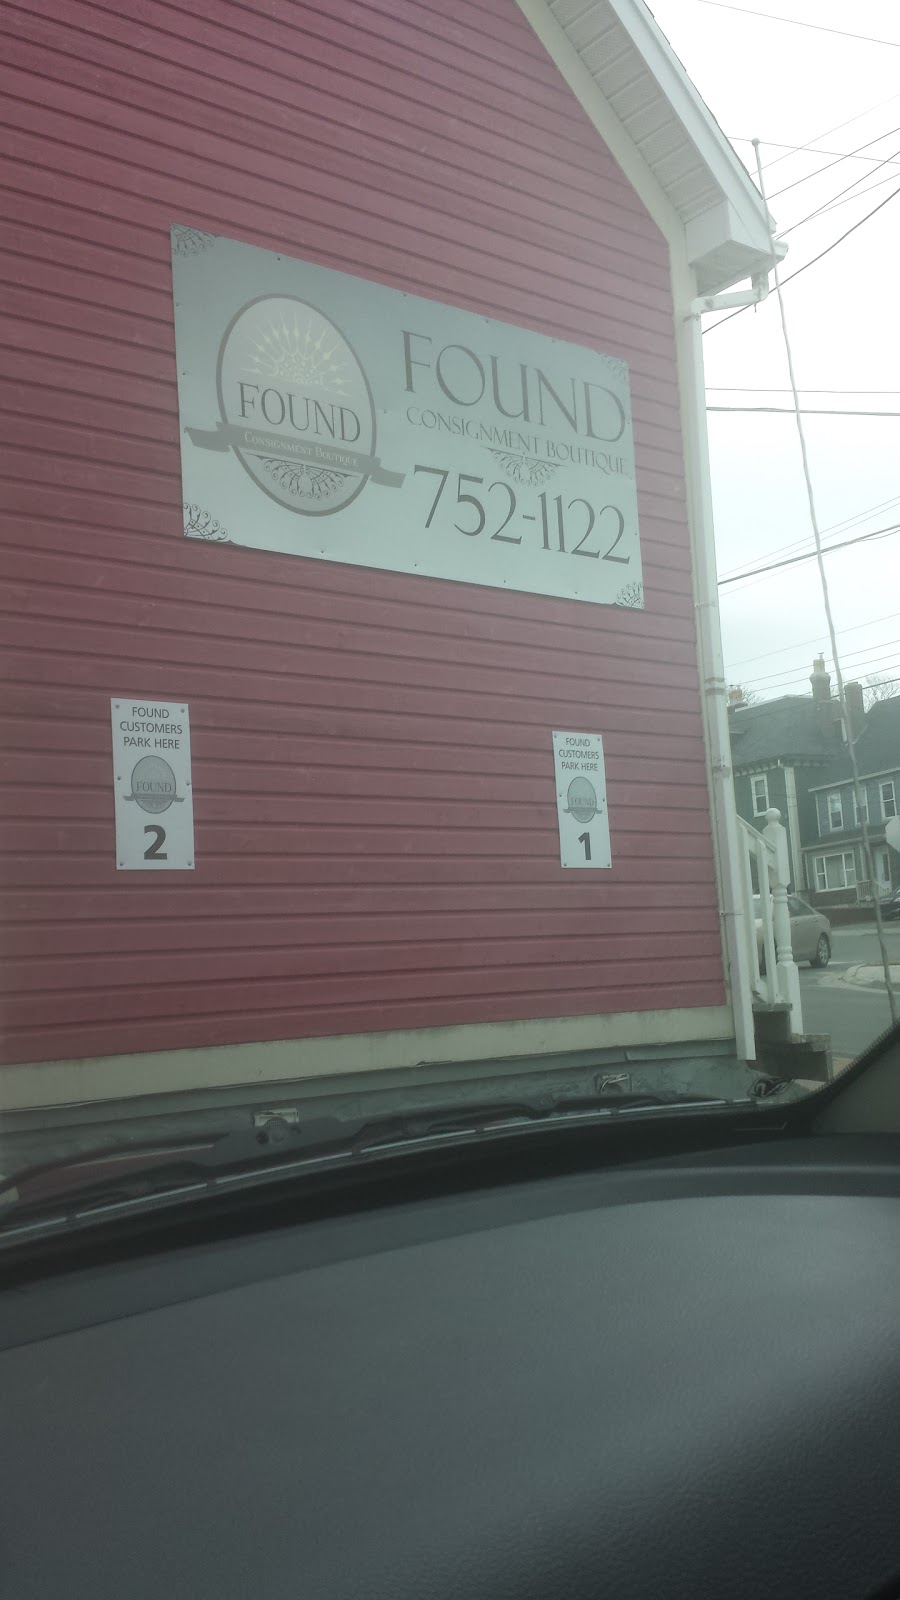 FOUND
CONSIGNMENT BOUTIQUE
FOUND
CONSIGNMENT BOUTIQUE
752-1122
FOUND
CUSTOMERS
PARK HERE
FOUND
2
FOUND
CUSTOMERS
PARK HERE
FOUND
1